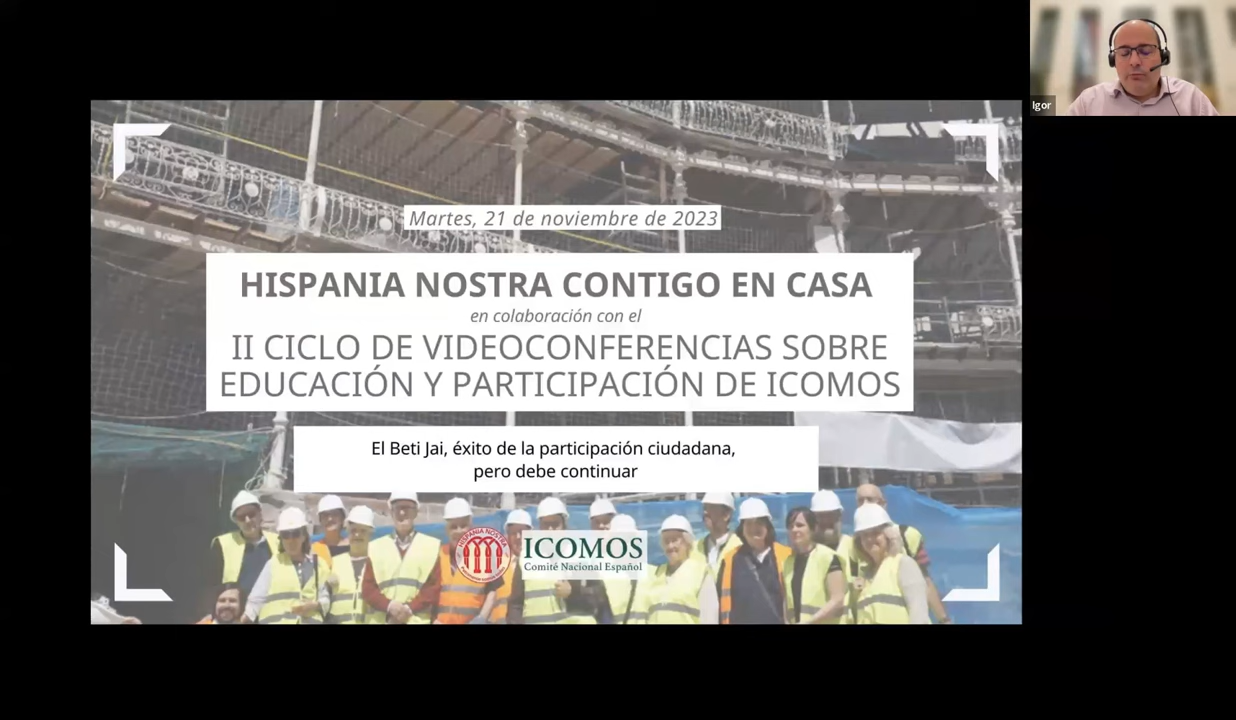 Igor
Martes, 21 de noviembre de 2023
HISPANIA NOSTRA CONTIGO EN CASA
en colaboración con el
II CICLO DE VIDEOCONFERENCIAS SOBRE
EDUCACIÓN Y PARTICIPACIÓN DE ICOMOS
El Beti Jai, éxito de la participación ciudadana,
pero debe continuar
HISPANIA NOSTRA
ICOMOS
Comité Nacional Español